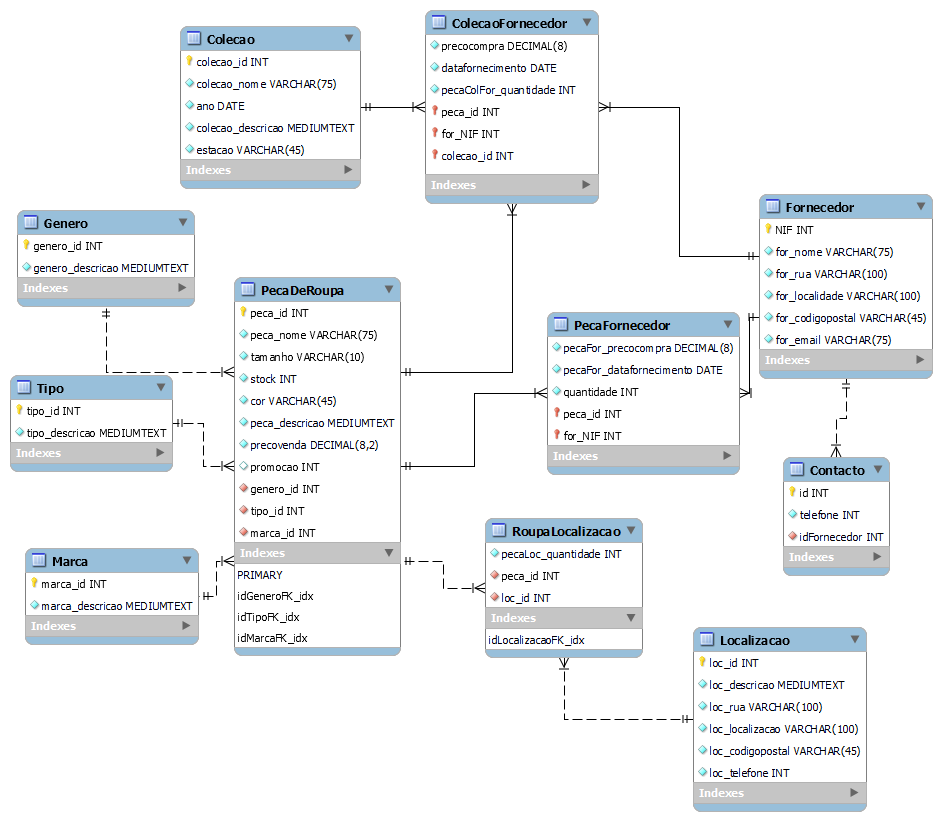 Colecao
colecao_id INT
colecao_nome VARCHAR(75)
ano DATE
colecao_descricao MEDIUMTEXT
estacao VARCHAR(45)
Indexes
ColecaoFornecedor
precocompra DECIMAL(8)
datafornecimento DATE
pecaColFor_quantidade INT
peca_id INT
for_NIF INT
colecao_id INT
Indexes
Fornecedor
NIF INT
for_nome VARCHAR(75)
for_rua VARCHAR(100)
for_localidade VARCHAR(100)
for_codigopostal VARCHAR(45)
for_email VARCHAR(75)
Indexes
Genero
genero_id INT
genero_descricao MEDIUMTEXT
Indexes
PecaDeRoupa
peca_id INT
peca_nome VARCHAR(75)
tamanho VARCHAR(10)
stock INT
cor VARCHAR(45)
peca_descricao MEDIUMTEXT
precovenda DECIMAL(8,2)
promocao INT
genero_id INT
tipo_id INT
marca_id INT
Indexes
PRIMARY
idGeneroFK_idx
idTipoFK_idx
idMarcaFK_idx
PecaFornecedor
pecaFor_precocompra DECIMAL(8)
pecaFor_datafornecimento DATE
quantidade INT
peca_id INT
for_NIF INT
Indexes
Tipo
tipo_id INT
tipo_descricao MEDIUMTEXT
Indexes
Contacto
id INT
telefone INT
idFornecedor INT
Indexes
Marca
marca_id INT
marca_descricao MEDIUMTEXT
Indexes
RoupaLocalizacao
pecaLoc_quantidade INT
peca_id INT
loc_id INT
Indexes
idLocalizacaoFK_idx
Localizacao
loc_id INT
loc_descricao MEDIUMTEXT
loc_rua VARCHAR(100)
loc_localizacao VARCHAR(100)
loc_codigopostal VARCHAR(45)
loc_telefone INT
Indexes